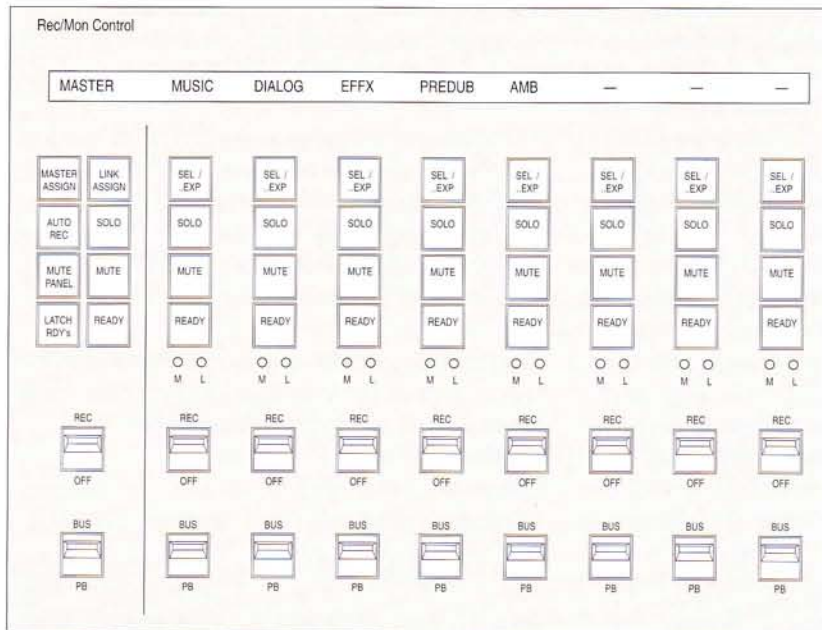 Rec/Mon Control
MASTER MUSIC DIALOG EFFX PREDUB AMB — — —
MASTER ASSIGN LINK ASSIGN SEL / ..EXP SEL / ..EXP SEL / ..EXP SEL / ..EXP SEL / ..EXP SEL / ..EXP SEL / ..EXP SEL / ..EXP
AUTO REC SOLO SOLO SOLO SOLO SOLO SOLO SOLO SOLO SOLO
MUTE PANEL MUTE MUTE MUTE MUTE MUTE MUTE MUTE MUTE MUTE
LATCH RDY's READY READY READY READY READY READY READY READY READY
M L M L M L M L M L M L M L M L
REC REC REC REC REC REC REC REC REC
OFF OFF OFF OFF OFF OFF OFF OFF OFF
BUS BUS BUS BUS BUS BUS BUS BUS BUS
PB PB PB PB PB PB PB PB PB